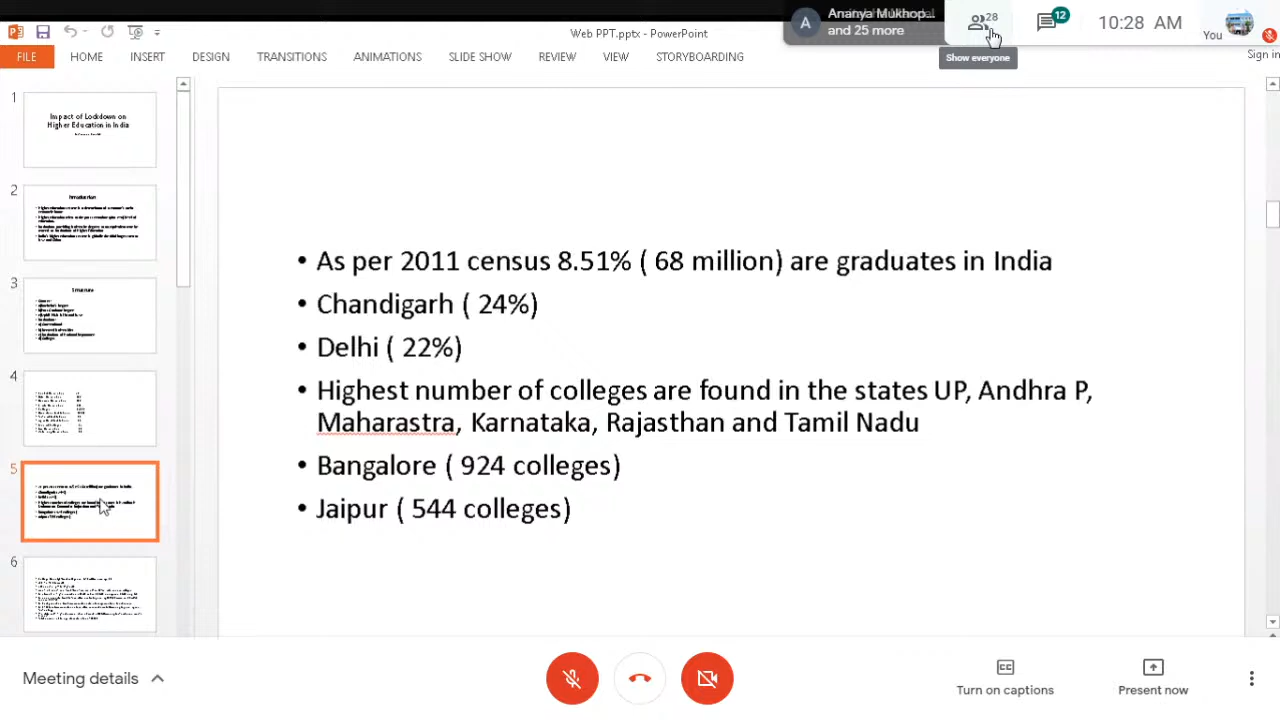 Ananya Mukhop...
and 25 more
28
12
10:28 AM
You
Show everyone
Web PPT.pptx - PowerPoint
Sign in
FILE
HOME
INSERT
DESIGN
TRANSITIONS
ANIMATIONS
SLIDE SHOW
REVIEW
VIEW
STORYBOARDING
1
Impact of Lockdown on
Higher Education in India
2
Introduction
3
Structure
4
5
6
• As per 2011 census 8.51% ( 68 million) are graduates in India
• Chandigarh ( 24%)
• Delhi ( 22%)
• Highest number of colleges are found in the states UP, Andhra P,
Maharastra, Karnataka, Rajasthan and Tamil Nadu
• Bangalore ( 924 colleges)
• Jaipur ( 544 colleges)
Meeting details
Turn on captions
Present now